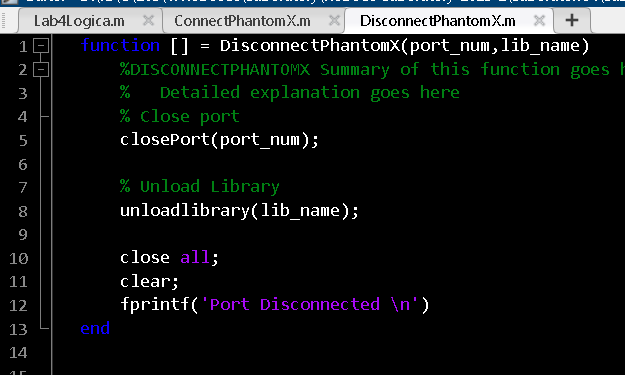 Lab4Logica.m × ConnectPhantomX.m × DisconnectPhantomX.m × +
1 function [] = DisconnectPhantomX(port_num,lib_name)
2 %DISCONNECTPHANTOMX Summary of this function goes
3 % Detailed explanation goes here
4 % Close port
5 closePort(port_num);
6
7 % Unload Library
8 unloadlibrary(lib_name);
9
10 close all;
11 clear;
12 fprintf('Port Disconnected \n')
13 end
14